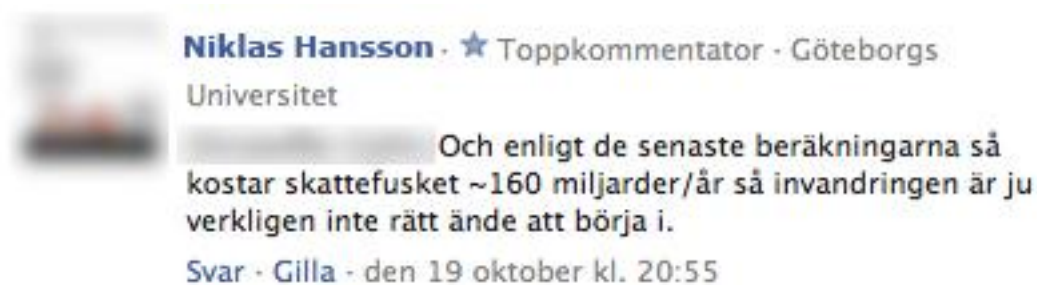 Niklas Hansson · ★ Toppkommentator · Göteborgs
Universitet
Och enligt de senaste beräkningarna så
kostar skattefusket ~160 miljarder/år så invandringen är ju
verkligen inte rätt ände att börja i.
Svar · Gilla · den 19 oktober kl. 20:55